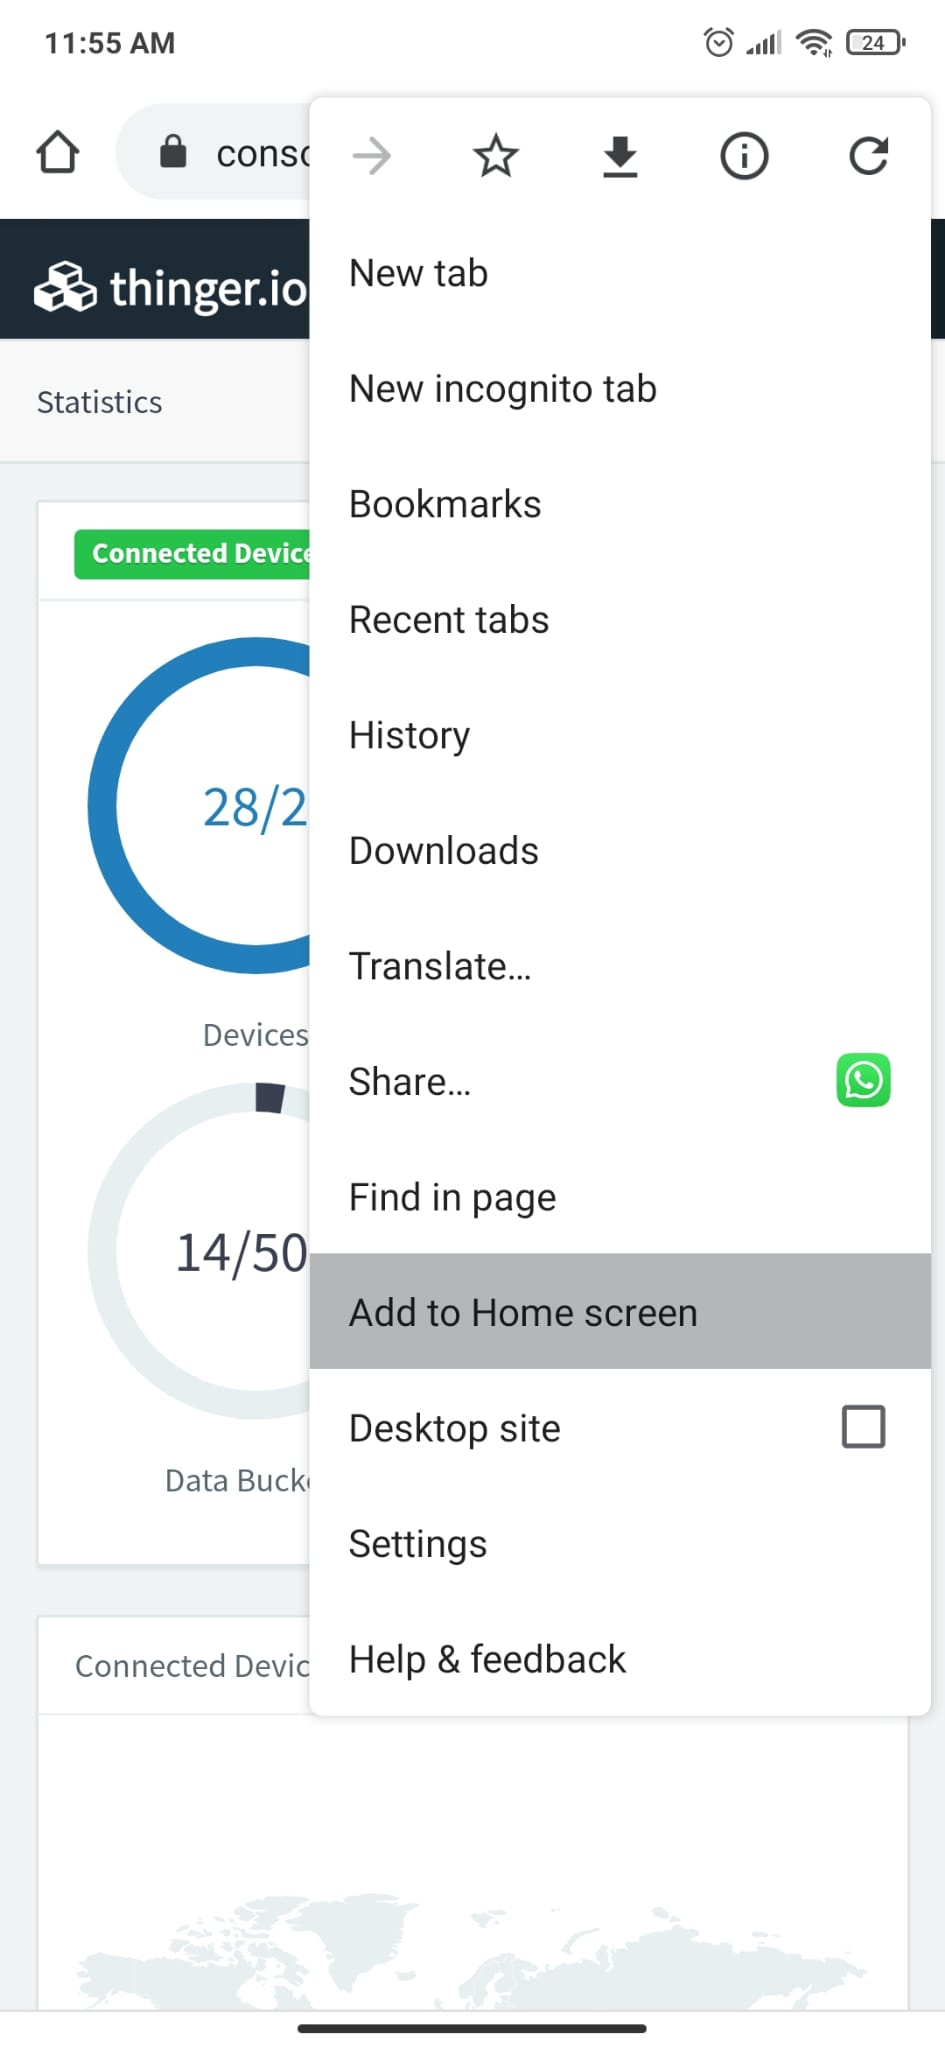 11:55 AM
24
cons
thinger.io
Statistics
Connected Device
28/2
Devices
14/50
Data Buck
Connected Devic
New tab
New incognito tab
Bookmarks
Recent tabs
History
Downloads
Translate...
Share...
Find in page
Add to Home screen
Desktop site
Settings
Help & feedback